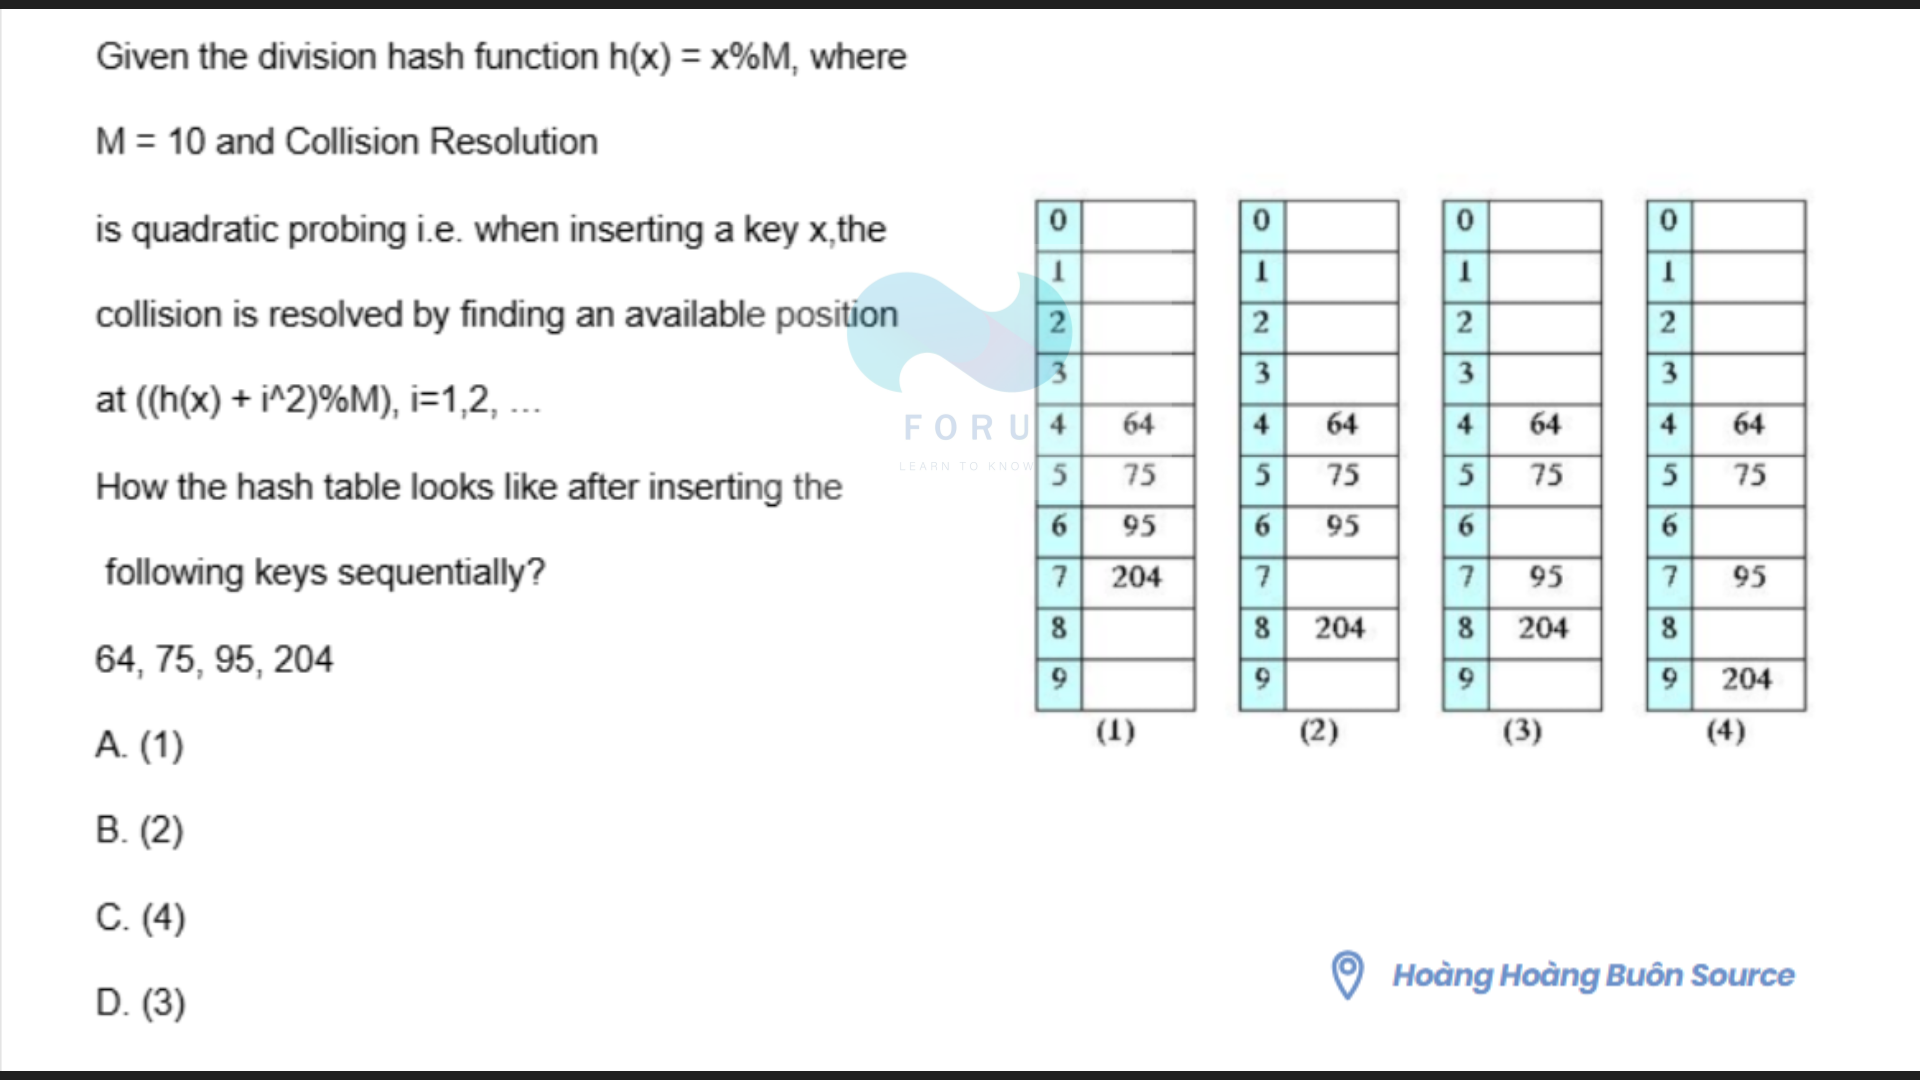 Given the division hash function h(x) = x%M, where
M = 10 and Collision Resolution
is quadratic probing i.e. when inserting a key x,the
collision is resolved by finding an available position
at ((h(x) + i^2)%M), i=1,2, ...
How the hash table looks like after inserting the
following keys sequentially?
64, 75, 95, 204
A. (1)
B. (2)
C. (4)
D. (3)
FORU
LEARN TO KNOW
0 0 0 0
1 1 1 1
2 2 2 2
3 3 3 3
4 64 4 64 4 64 4 64
5 75 5 75 5 75 5 75
6 95 6 95 6 6
7 204 7 7 95 7 95
8 8 204 8 204 8
9 9 9 9 204
(1) (2) (3) (4)
Hoàng Hoàng Buôn Source